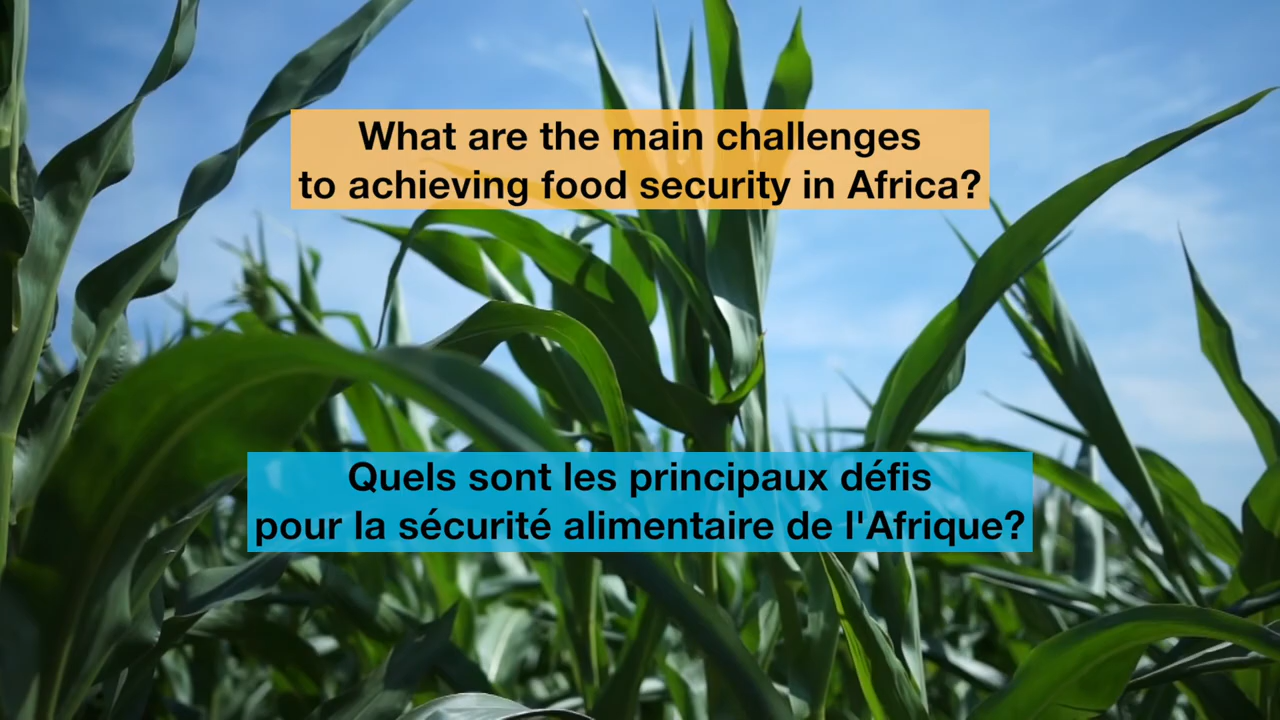 What are the main challenges
to achieving food security in Africa?
Quels sont les principaux défis
pour la sécurité alimentaire de l'Afrique?